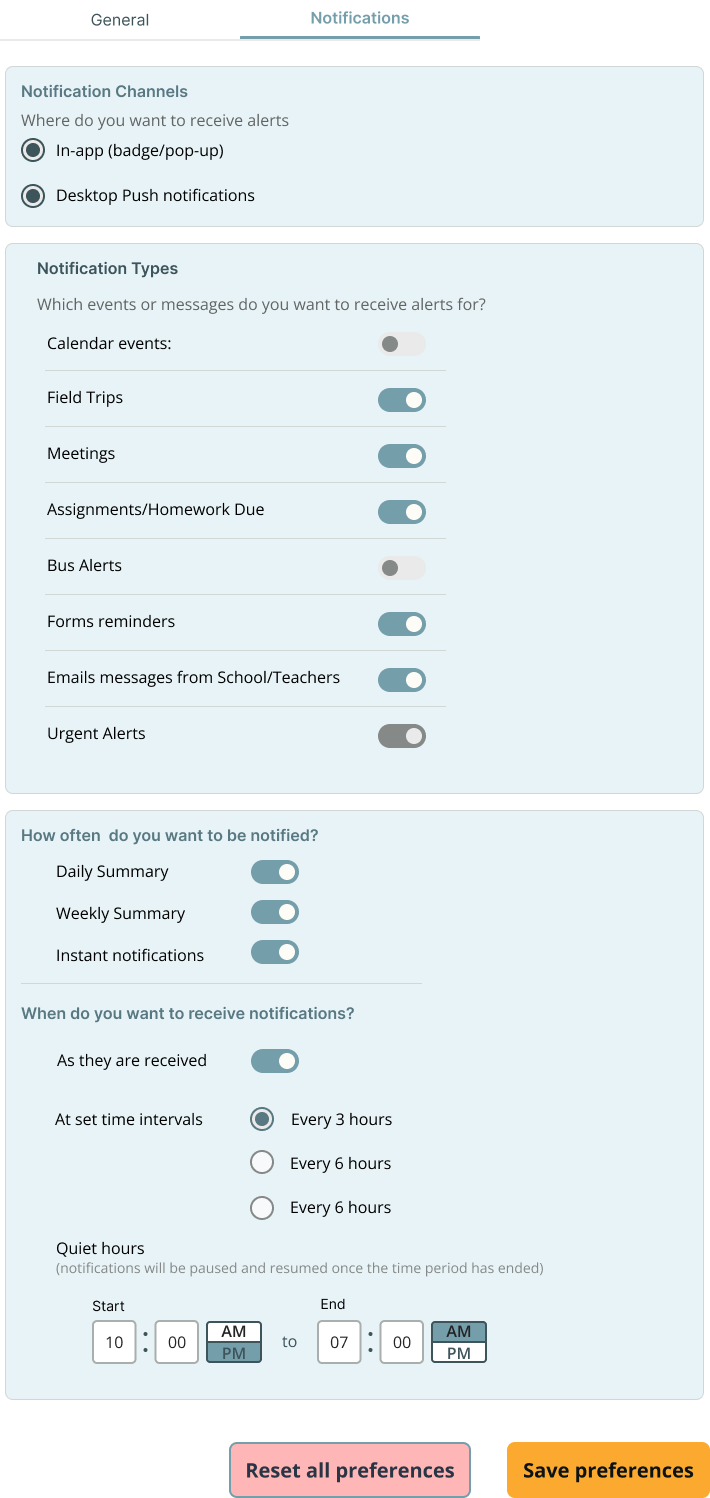 General
Notifications
Notification Channels
Where do you want to receive alerts
In-app (badge/pop-up)
Desktop Push notifications
Notification Types
Which events or messages do you want to receive alerts for?
Calendar events:
Field Trips
Meetings
Assignments/Homework Due
Bus Alerts
Forms reminders
Emails messages from School/Teachers
Urgent Alerts
How often  do you want to be notified?
Daily Summary
Weekly Summary
Instant notifications
When do you want to receive notifications?
As they are received
At set time intervals
Every 3 hours
Every 6 hours
Every 6 hours
Quiet hours
(notifications will be paused and resumed once the time period has ended)
Start
End
10 : 00 AM PM to 07 : 00 AM PM
Reset all preferences
Save preferences